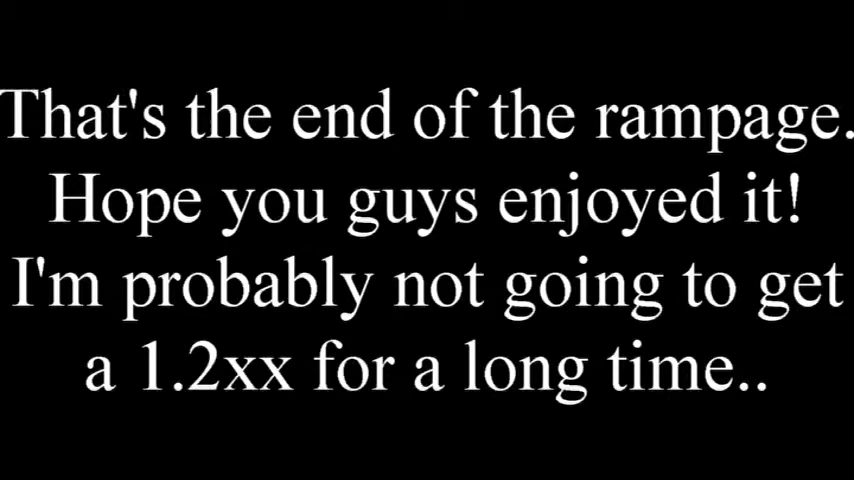 That's the end of the rampage.
Hope you guys enjoyed it!
I'm probably not going to get
a 1.2xx for a long time..